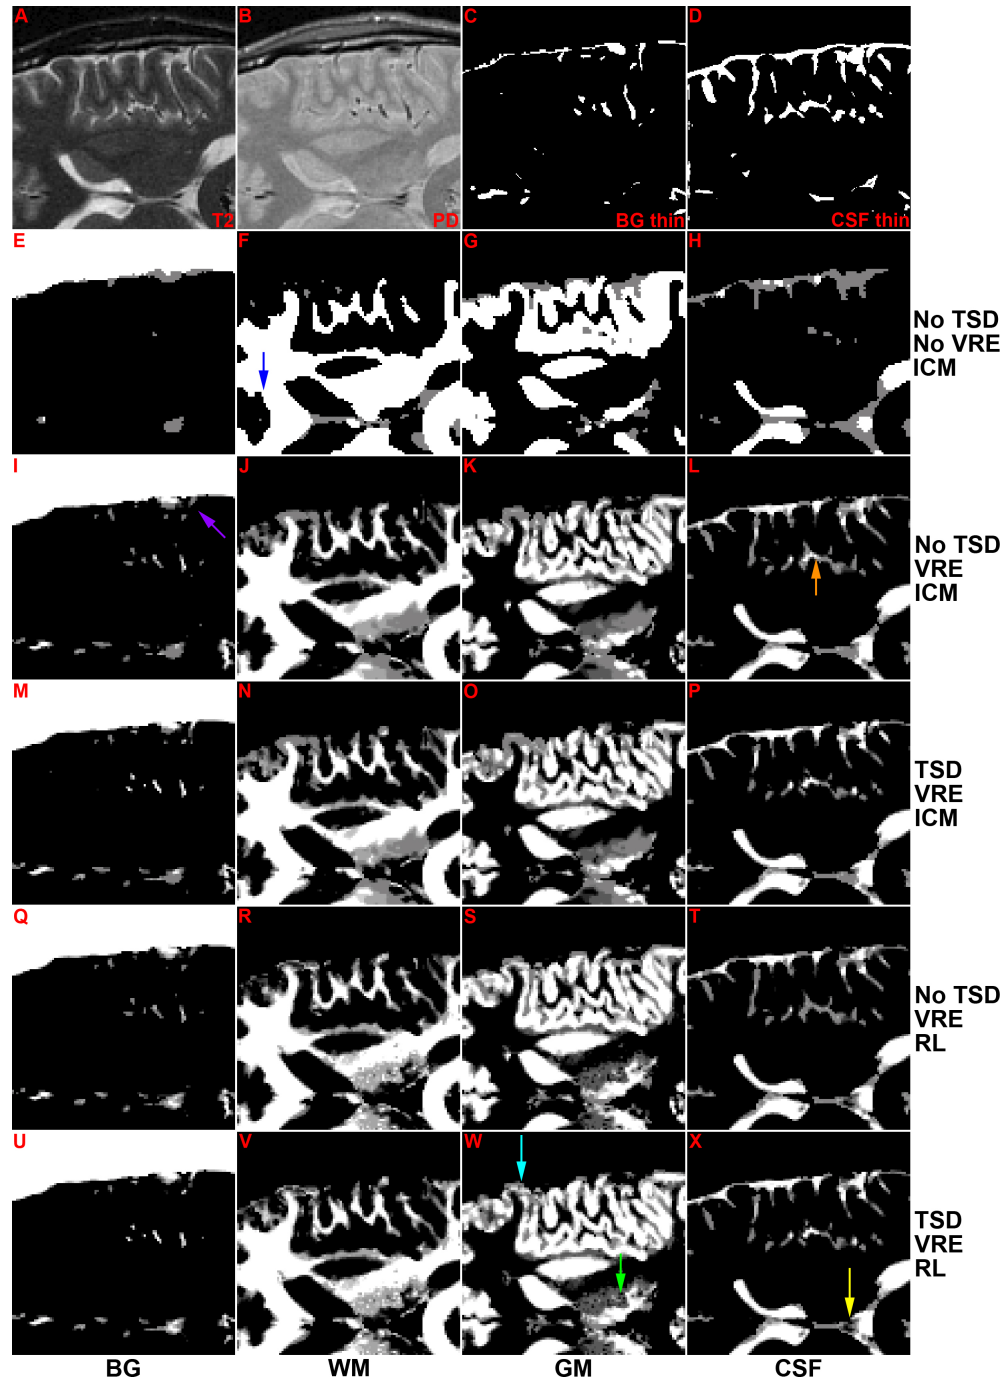 A B C D
T2 PD BG thin CSF thin
E F G H
No TSD
No VRE
ICM
I J K L
No TSD
VRE
ICM
M N O P
TSD
VRE
ICM
Q R S T
No TSD
VRE
RL
U V W X
TSD
VRE
RL
BG WM GM CSF